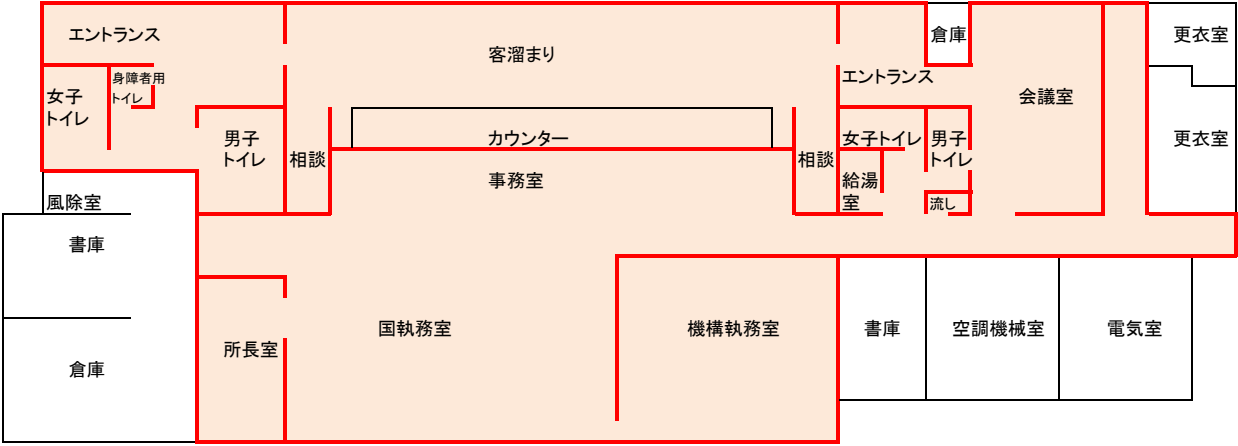 エントランス
客溜まり
倉庫
更衣室
身障者用
トイレ
女子
トイレ
エントランス
会議室
男子
トイレ
相談
カウンター
事務室
相談
女子トイレ
男子
トイレ
更衣室
給湯
室
流し
風除室
書庫
倉庫
所長室
国執務室
機構執務室
書庫
空調機械室
電気室